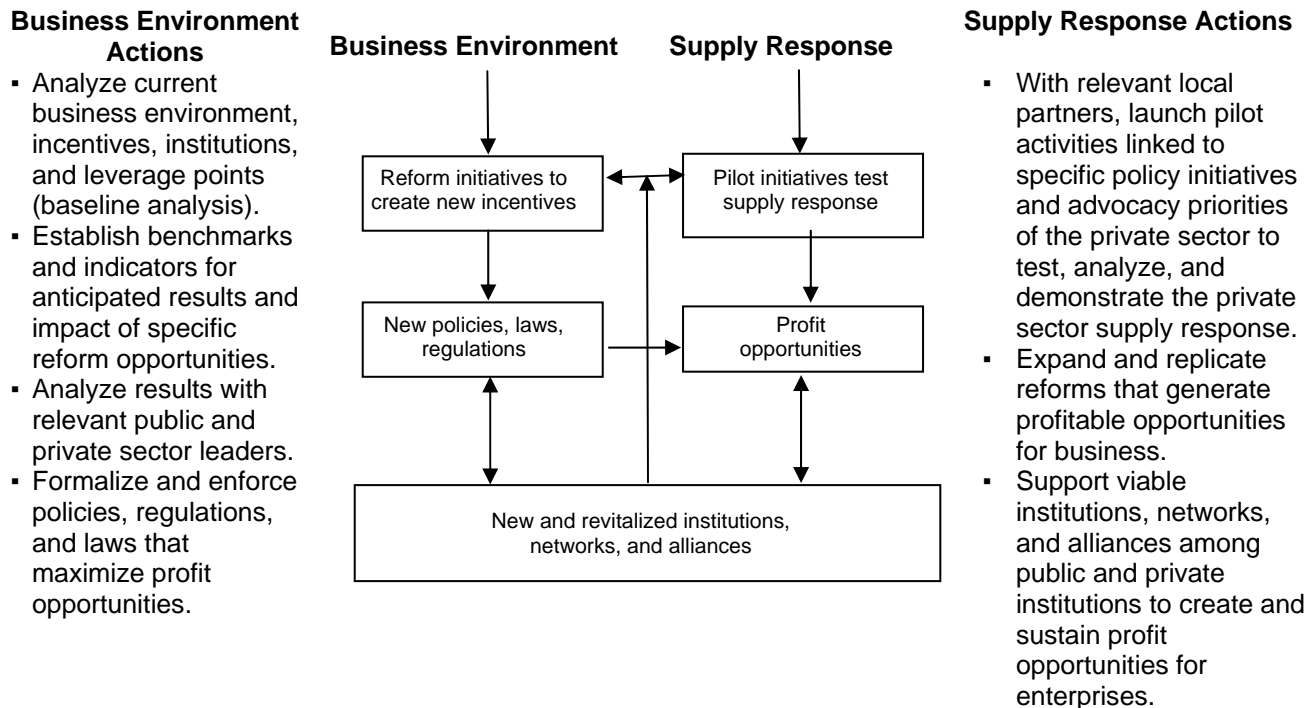 Business Environment
Actions
▪ Analyze current
business environment,
incentives, institutions,
and leverage points
(baseline analysis).
▪ Establish benchmarks
and indicators for
anticipated results and
impact of specific
reform opportunities.
▪ Analyze results with
relevant public and
private sector leaders.
▪ Formalize and enforce
policies, regulations,
and laws that
maximize profit
opportunities.
Business Environment
Supply Response
Reform initiatives to
create new incentives
Pilot initiatives test
supply response
New policies, laws,
regulations
Profit
opportunities
New and revitalized institutions,
networks, and alliances
Supply Response Actions
▪ With relevant local
partners, launch pilot
activities linked to
specific policy initiatives
and advocacy priorities
of the private sector to
test, analyze, and
demonstrate the private
sector supply response.
▪ Expand and replicate
reforms that generate
profitable opportunities
for business.
▪ Support viable
institutions, networks,
and alliances among
public and private
institutions to create and
sustain profit
opportunities for
enterprises.